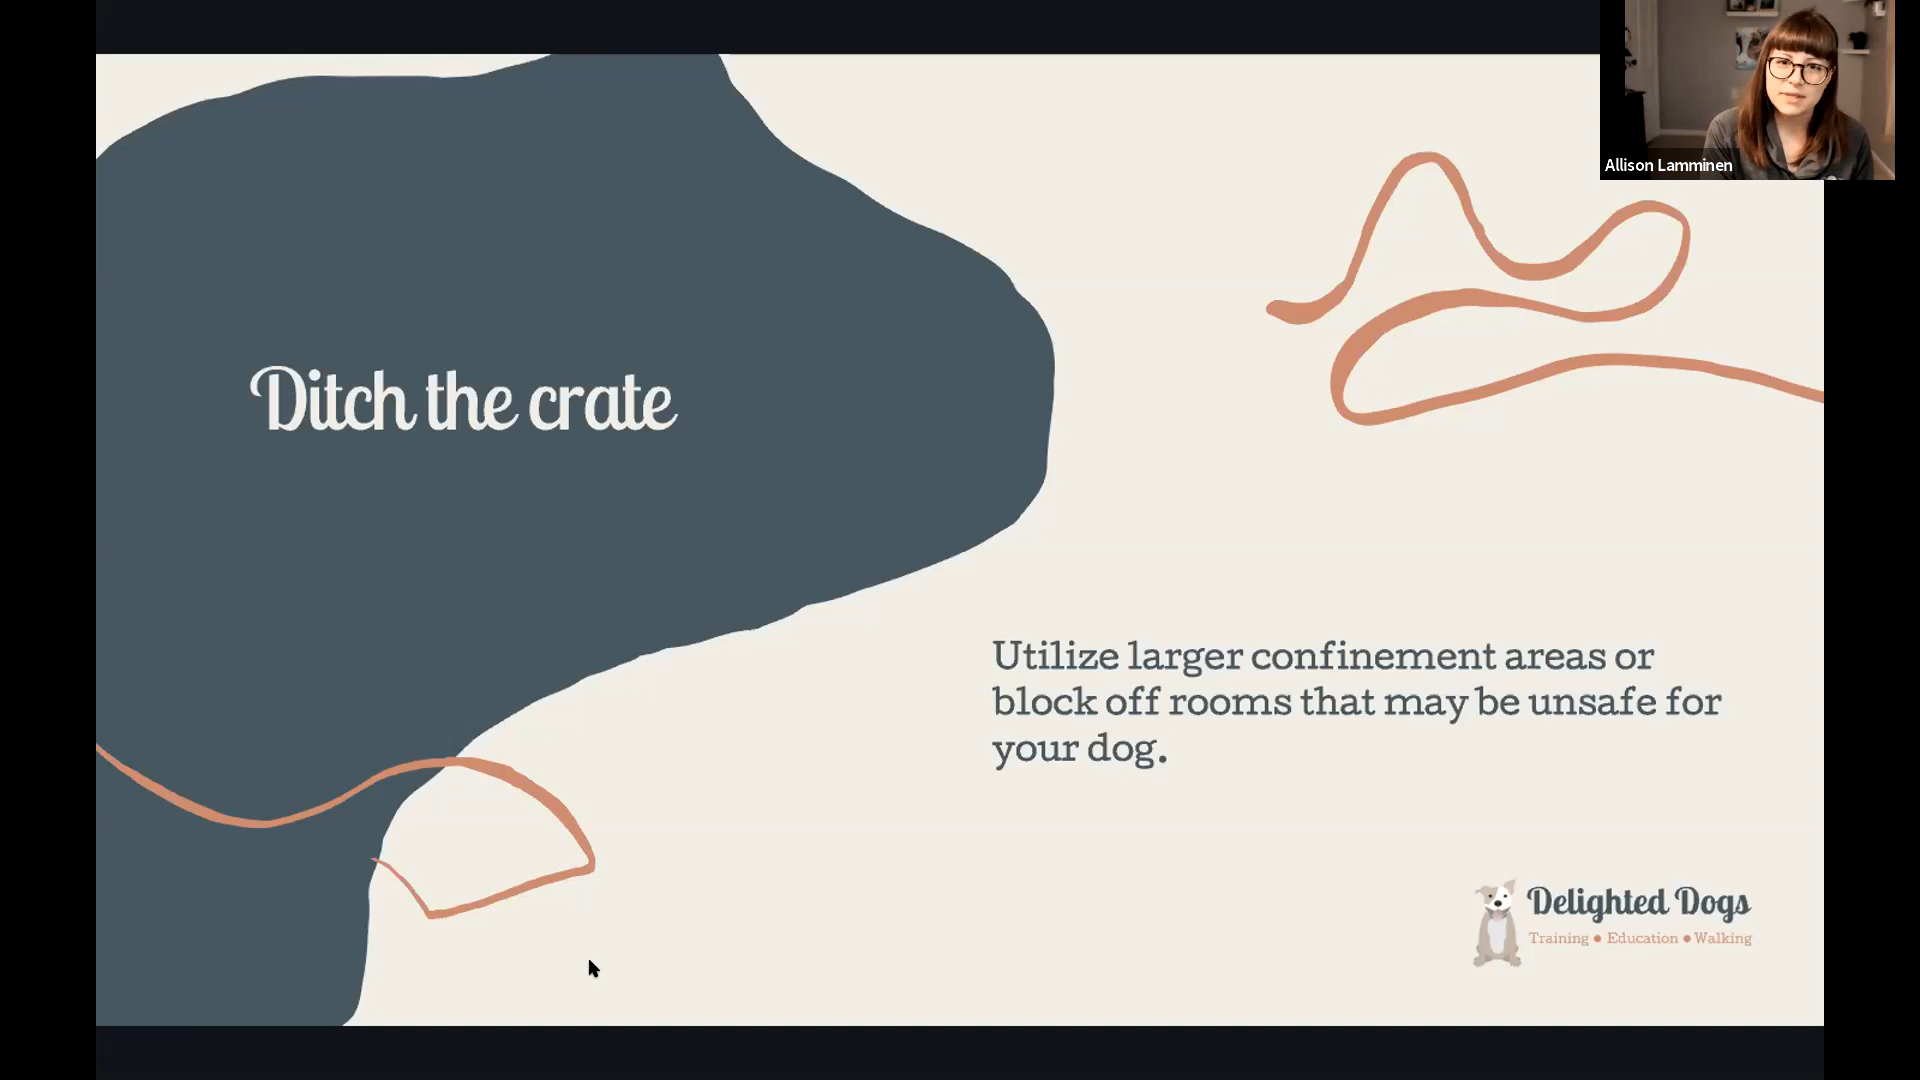 Allison Lamminen
Ditch the crate
Utilize larger confinement areas or
block off rooms that may be unsafe for
your dog.
Delighted Dogs
Training • Education • Walking